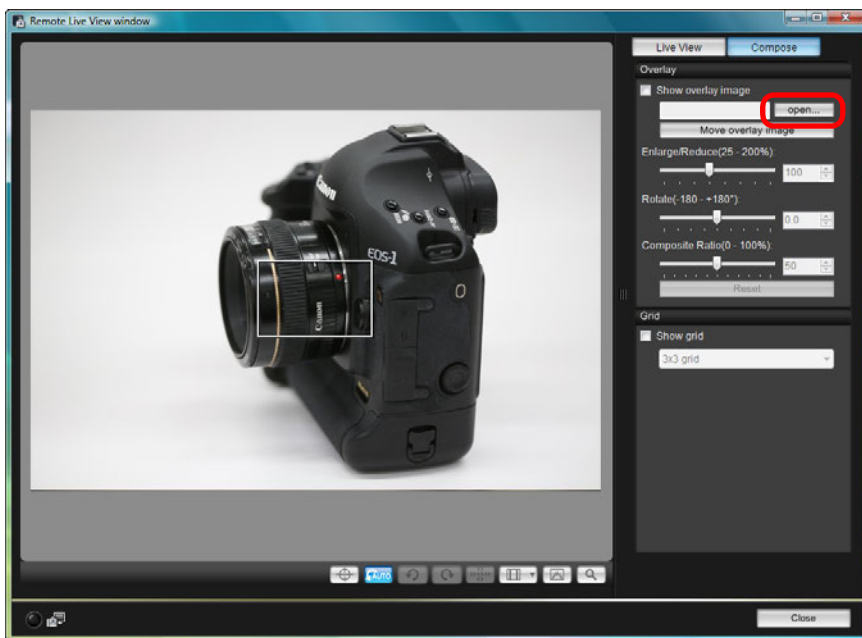 Remote Live View window
Live View
Compose
Overlay
Show overlay image
open...
Move overlay image
Enlarge/Reduce(25 - 200%):
100
Rotate(-180 - +180°):
0.0
Composite Ratio(0 - 100%):
50
Reset
Grid
Show grid
3x3 grid
Canon
EOS-1
Canon
AUTO
Close